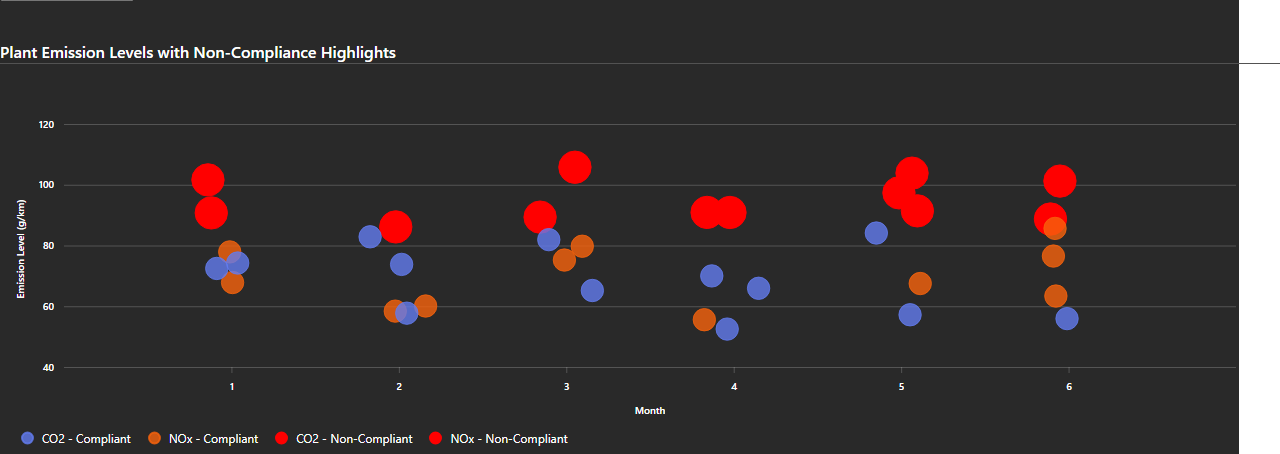 Plant Emission Levels with Non-Compliance Highlights
120
100
80
60
40
Emission Level (g/km)
1 2 3 4 5 6
Month
CO2 - Compliant NOx - Compliant CO2 - Non-Compliant NOx - Non-Compliant